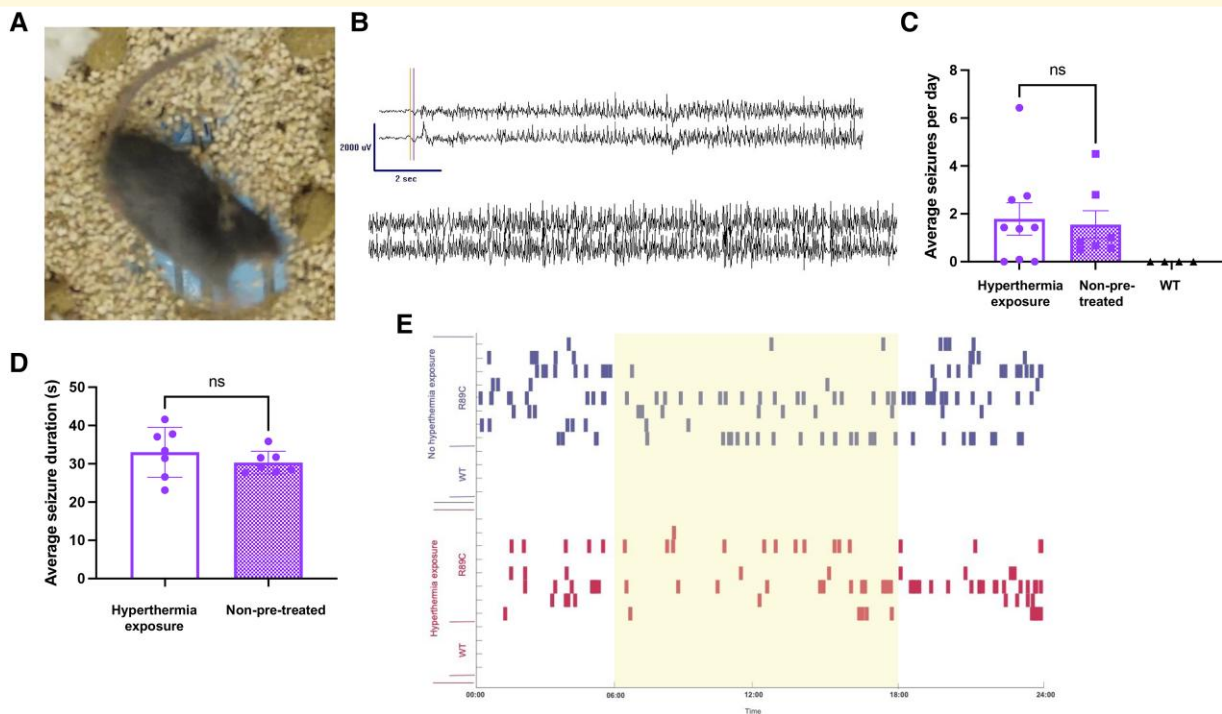 A
B
2000 uV
2 sec
C
Average seizures per day
8
6
4
2
0
ns
Hyperthermia
exposure
Non-pre-
treated
WT
D
Average seizure duration (s)
50
40
30
20
10
0
ns
Hyperthermia
exposure
Non-pre-treated
E
No hyperthermia exposure
R89C
WT
Hyperthermia exposure
R89C
WT
00:00
06:00
12:00
18:00
24:00
Time